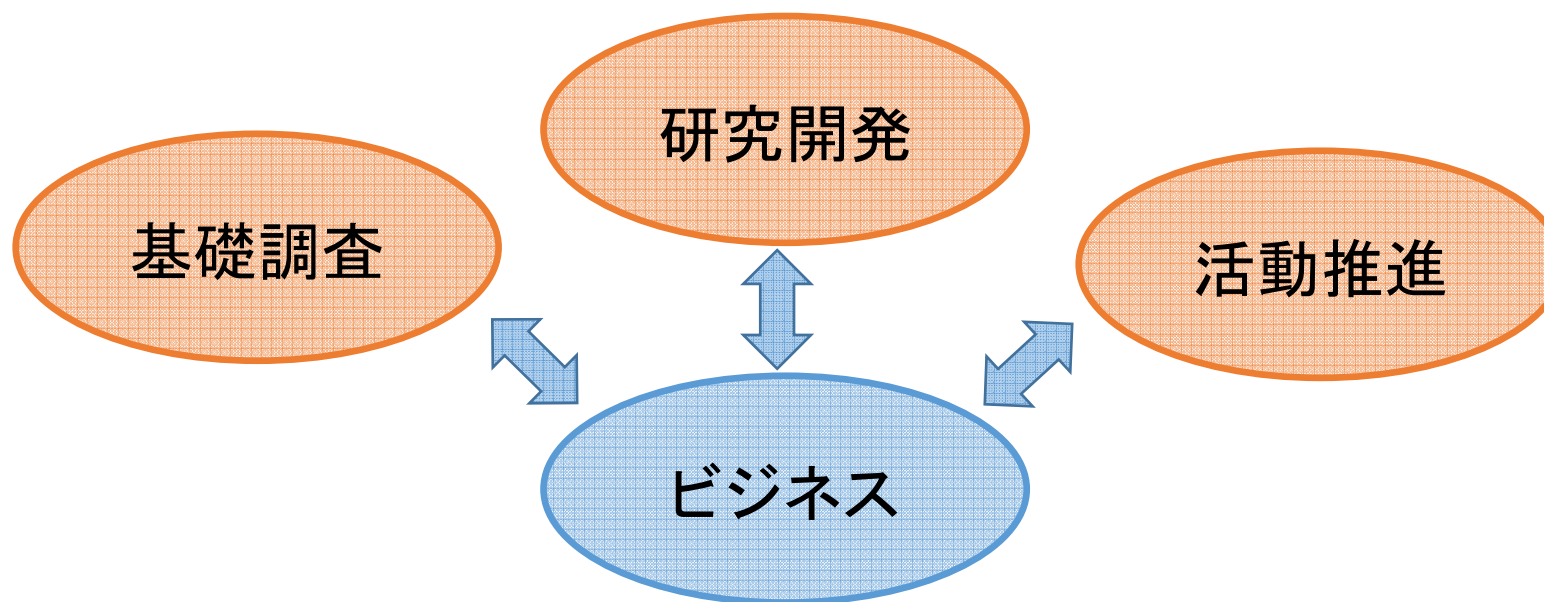 研究開発
基礎調査
活動推進
ビジネス